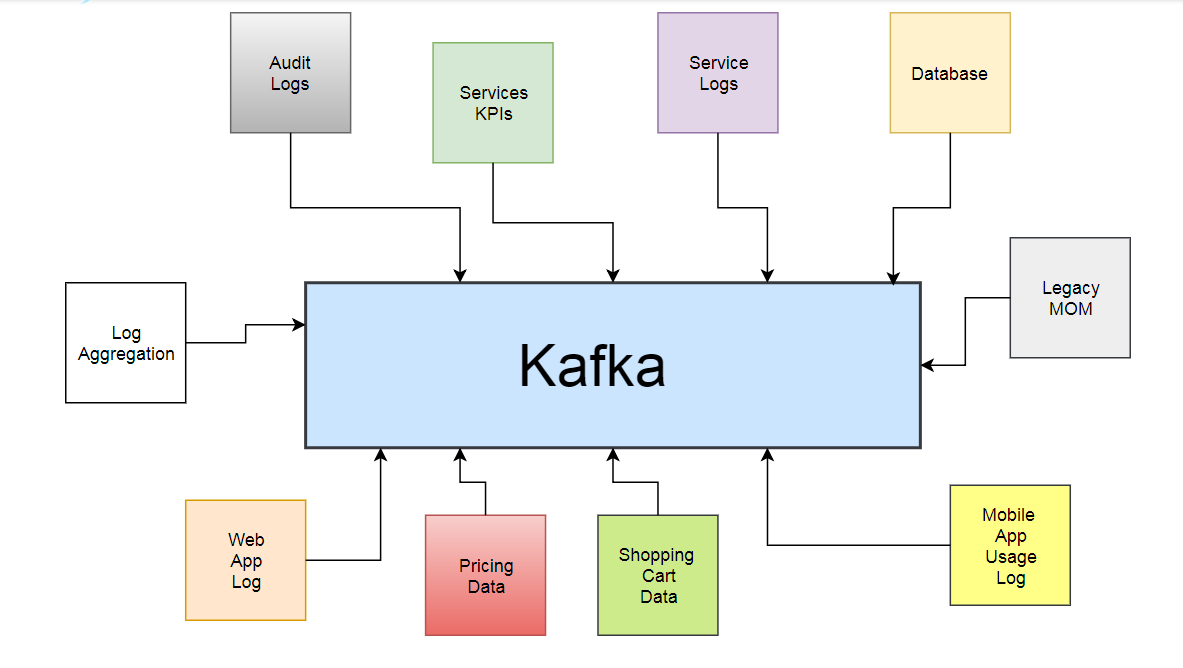 Audit
Logs
Services
KPIs
Service
Logs
Database
Legacy
MOM
Log
Aggregation
Kafka
Web
App
Log
Pricing
Data
Shopping
Cart
Data
Mobile
App
Usage
Log